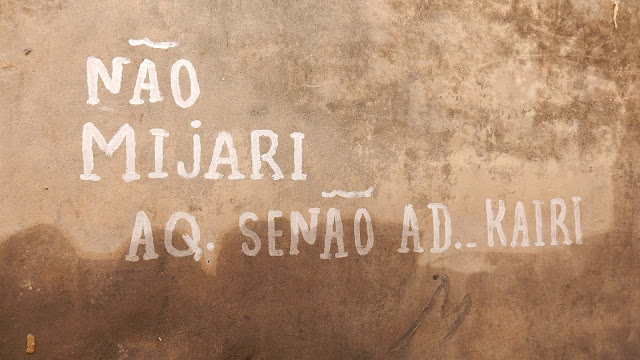 NÃO
MIJARI
AQ. SENÃO AD.. KAIRI